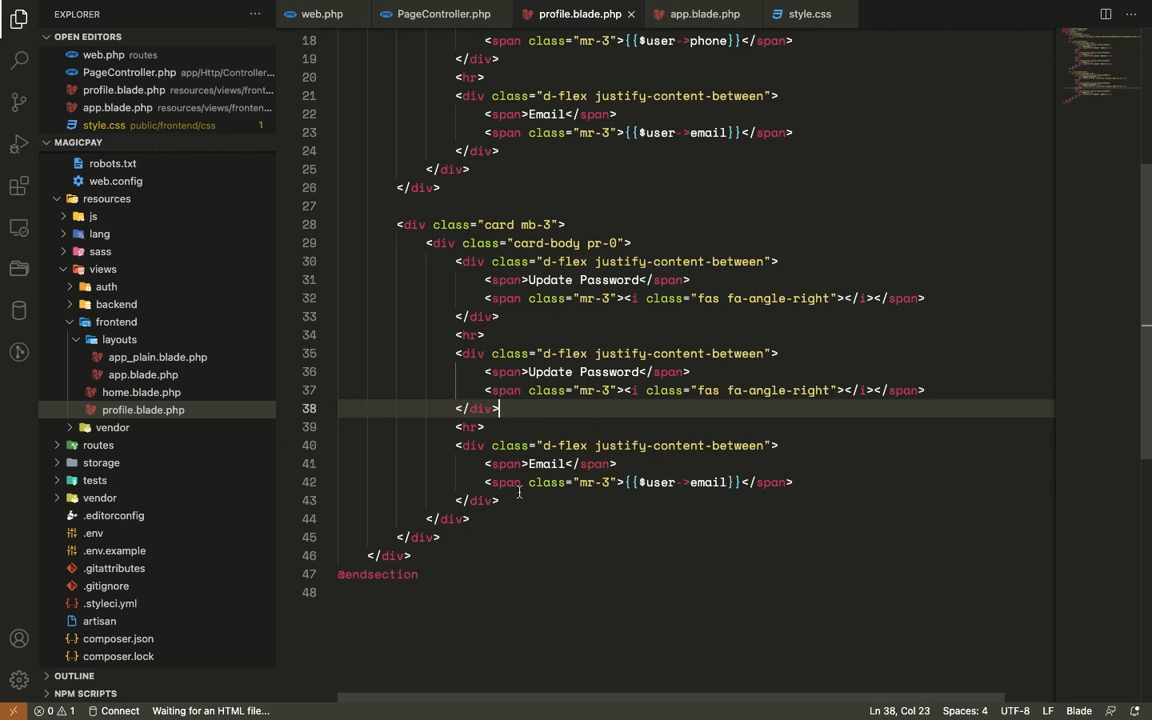 EXPLORER
web.php
PageController.php
profile.blade.php
app.blade.php
style.css
OPEN EDITORS
web.php routes
PageController.php app/Http/Controller...
profile.blade.php resources/views/front...
app.blade.php resources/views/fronten...
style.css public/frontend/css 1
MAGICPAY
robots.txt
web.config
resources
js
lang
sass
views
auth
backend
frontend
layouts
app_plain.blade.php
app.blade.php
home.blade.php
profile.blade.php
vendor
routes
storage
tests
vendor
.editorconfig
.env
.env.example
.gitattributes
.gitignore
.styleci.yml
artisan
composer.json
composer.lock
OUTLINE
NPM SCRIPTS
18 <span class="mr-3">{{$user->phone}}</span>
19 </div>
20 <hr>
21 <div class="d-flex justify-content-between">
22 <span>Email</span>
23 <span class="mr-3">{{$user->email}}</span>
24 </div>
25 </div>
26 </div>
27
28 <div class="card mb-3">
29 <div class="card-body pr-0">
30 <div class="d-flex justify-content-between">
31 <span>Update Password</span>
32 <span class="mr-3"><i class="fas fa-angle-right"></i></span>
33 </div>
34 <hr>
35 <div class="d-flex justify-content-between">
36 <span>Update Password</span>
37 <span class="mr-3"><i class="fas fa-angle-right"></i></span>
38 </div>
39 <hr>
40 <div class="d-flex justify-content-between">
41 <span>Email</span>
42 <span class="mr-3">{{$user->email}}</span>
43 </div>
44 </div>
45 </div>
46 </div>
47 @endsection
48
0 1 Connect Waiting for an HTML file... Ln 38, Col 23 Spaces: 4 UTF-8 LF Blade